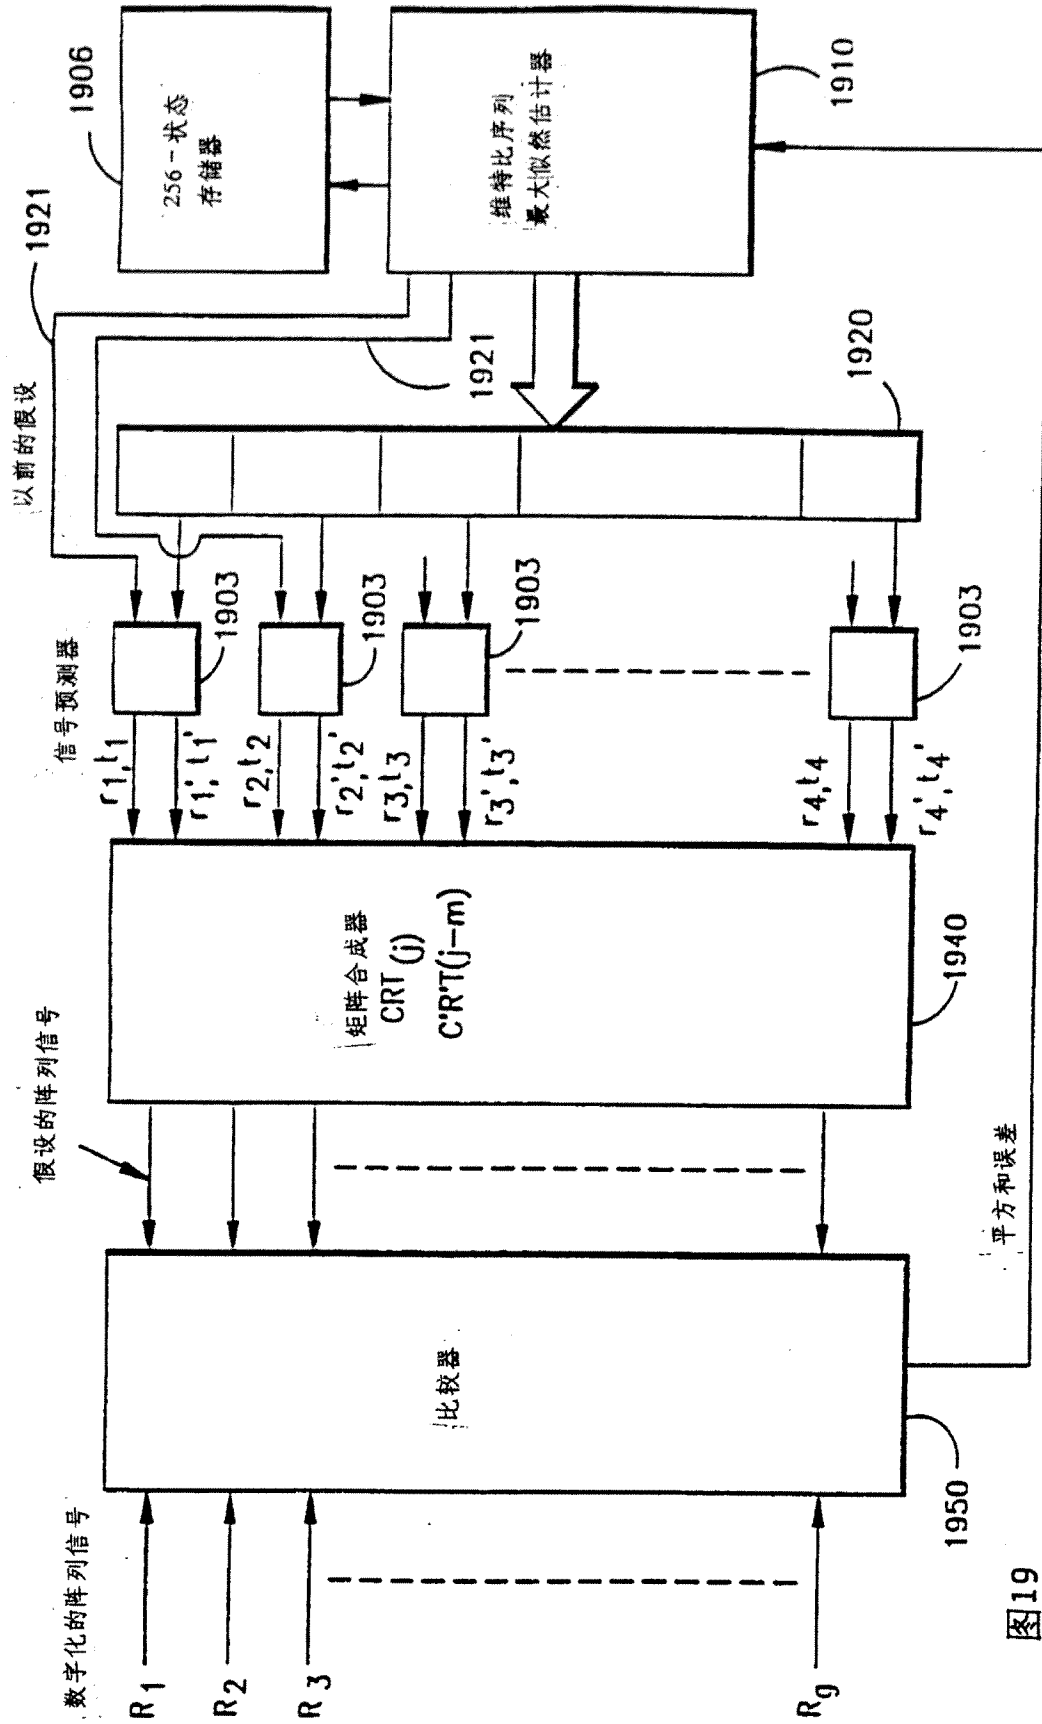 数字化的阵列信号
R1
R2
R3
Rg
比较器
1950
假设的阵列信号
平方和误差
矩阵合成器
CRT(j)
C'R'T(j-m)
1940
信号预测器
r1,t1
r1',t1'
r2,t2
r2',t2'
r3,t3
r3',t3'
r4,t4
r4',t4'
1903
1903
1903
1903
以前的假设
1921
1921
1920
256-状态
存储器
1906
维特比序列
最大似然估计器
1910
图19